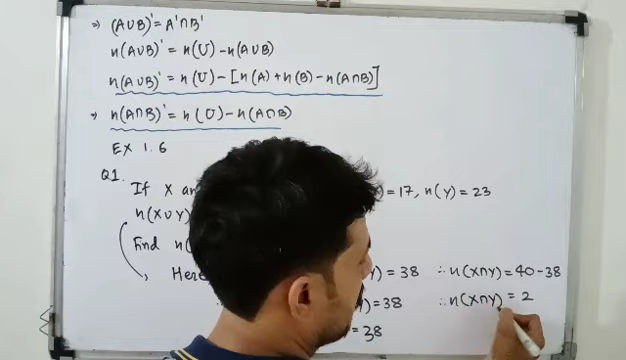 ⇒ (A∪B)' = A'∩B'
n(A∪B)' = n(U) - n(A∪B)
n(A∪B)' = n(U) - [n(A) + n(B) - n(A∩B)]
⇒ n(A∩B)' = n(U) - n(A∩B)
EX 1.6
Q1.
If X an = 17, n(Y) = 23
n(X∪Y)
Find n(
Here Y) = 38 ∴ n(X∩Y) = 40 - 38
) = 38 ∴ n(X∩Y) = 2
= 38